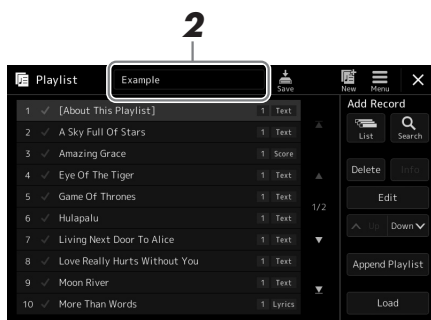 2
Playlist Example Save New Menu
Add Record
1 [About This Playlist] 1 Text
2 A Sky Full Of Stars 1 Text
List Search
3 Amazing Grace 1 Score
4 Eye Of The Tiger 1 Text
Delete Info
5 Game Of Thrones 1 Text
Edit
1/2
6 Hulapalu 1 Text
Up Down
7 Living Next Door To Alice 1 Text
8 Love Really Hurts Without You 1 Text
Append Playlist
9 Moon River 1 Text
10 More Than Words 1 Lyrics
Load